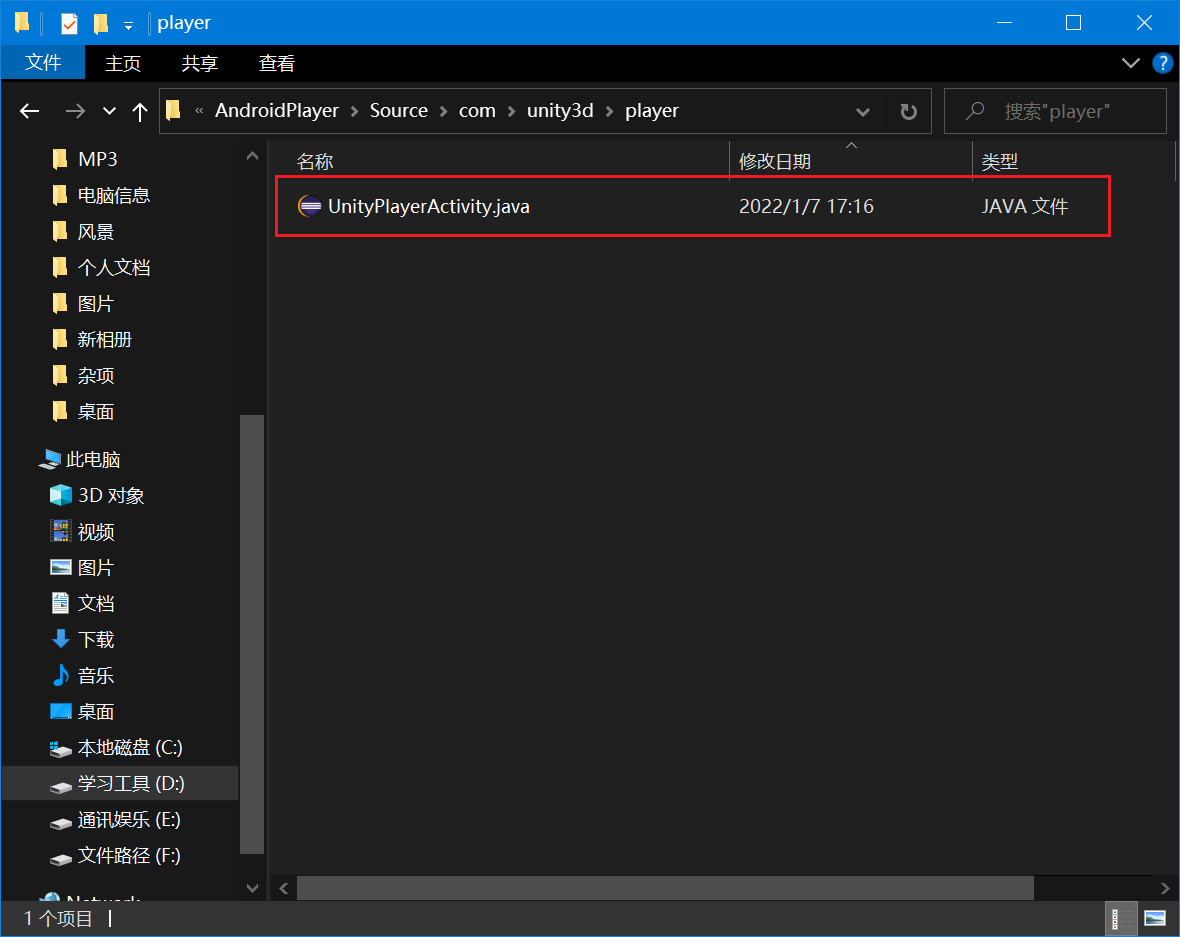 player
文件 主页 共享 查看
« AndroidPlayer > Source > com > unity3d > player
搜索"player"
名称 修改日期 类型
UnityPlayerActivity.java 2022/1/7 17:16 JAVA 文件
MP3
电脑信息
风景
个人文档
图片
新相册
杂项
桌面
此电脑
3D 对象
视频
图片
文档
下载
音乐
桌面
本地磁盘 (C:)
学习工具 (D:)
通讯娱乐 (E:)
文件路径 (F:)
Network
1 个项目